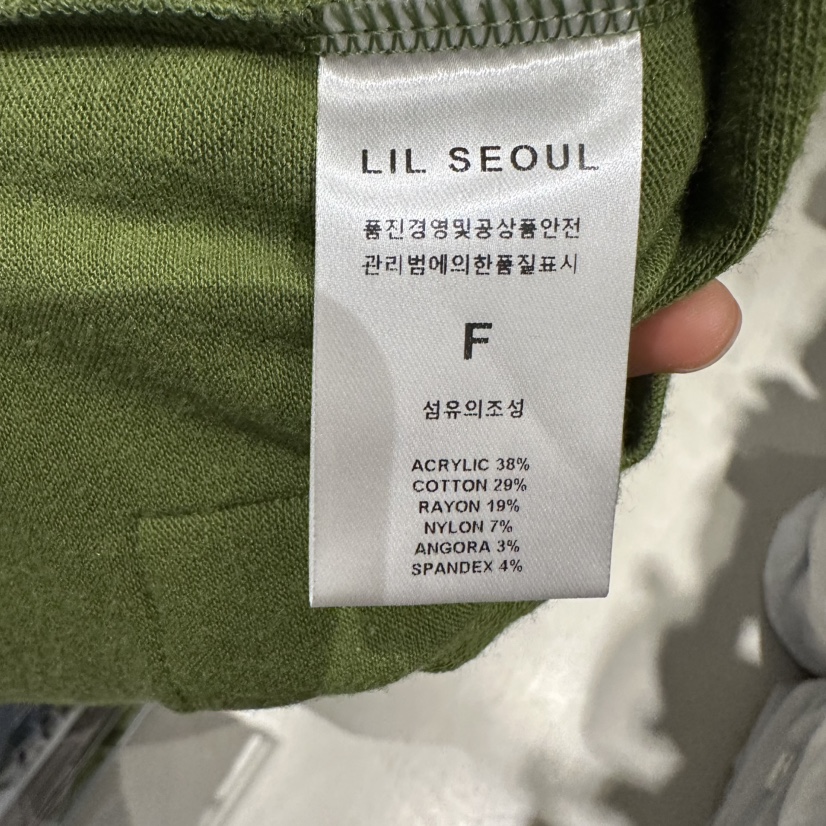 LIL SEOUL
품진경영및공상품안전
관리범에의한품질표시
F
섬유의조성
ACRYLIC 38%
COTTON 29%
RAYON 19%
NYLON 7%
ANGORA 3%
SPANDEX 4%